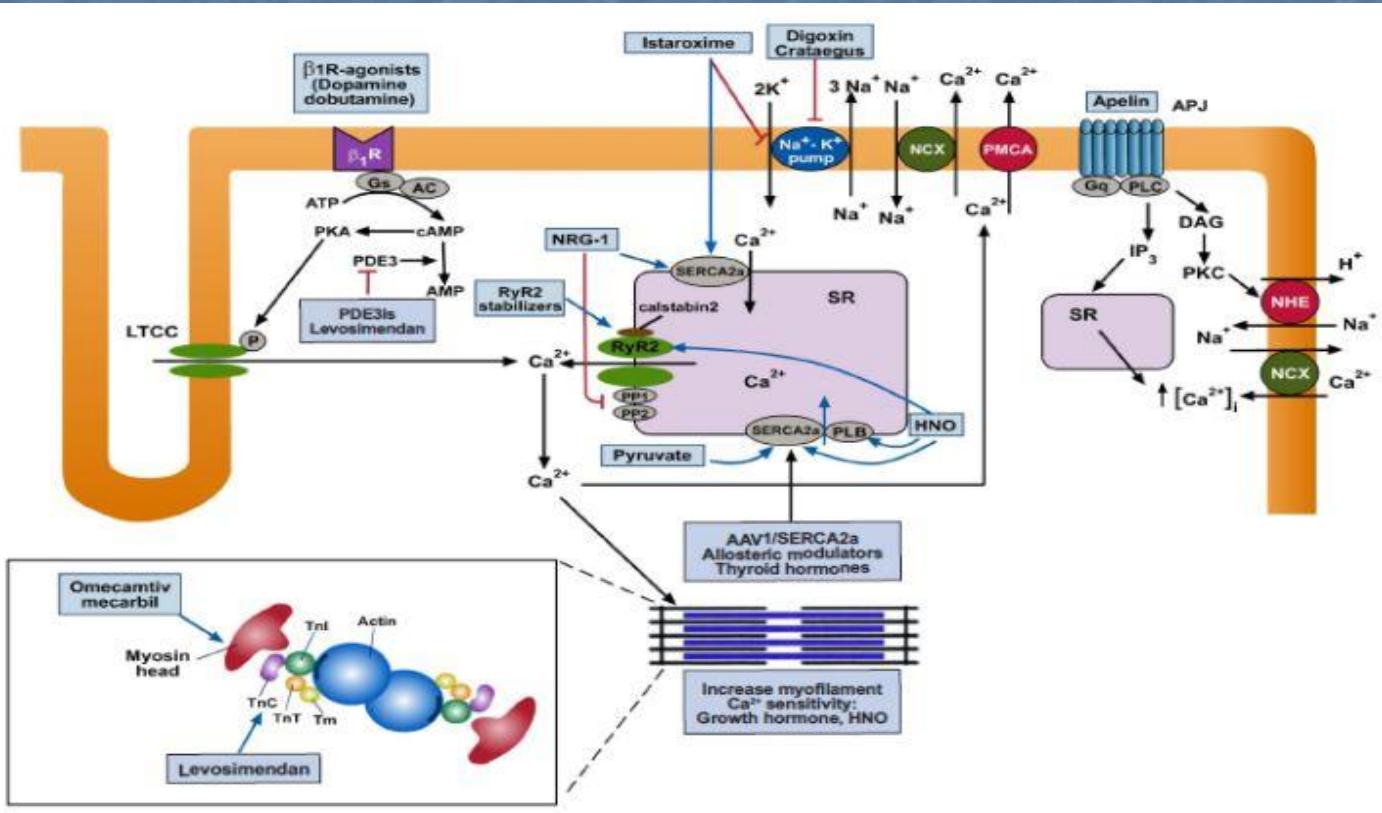 Istaroxime
Digoxin
Crataegus
β1R-agonists
(Dopamine
dobutamine)
2K⁺
3 Na⁺
Na⁺
Ca²⁺
Ca²⁺
Apelin
APJ
β₁R
Na⁺- K⁺
pump
NCX
PMCA
Gs
AC
Gq
PLC
ATP
Na⁺
Na⁺
Ca²⁺
DAG
PKA
cAMP
NRG-1
Ca²⁺
IP₃
PDE3
SERCA2a
PKC
H⁺
AMP
RyR2
stabilizers
calstabin2
SR
NHE
PDE3is
Levosimendan
SR
Na⁺
Na⁺
LTCC
P
RyR2
Ca²⁺
Ca²⁺
NCX
Ca²⁺
PP1
PP2
↑ [Ca²⁺]i
SERCA2a
PLB
HNO
Pyruvate
Ca²⁺
AAV1/SERCA2a
Allosteric modulators
Thyroid hormones
Omecamtiv
mecarbil
TnI
Actin
Myosin
head
TnC
TnT
Tm
Levosimendan
Increase myofilament
Ca²⁺ sensitivity:
Growth hormone, HNO